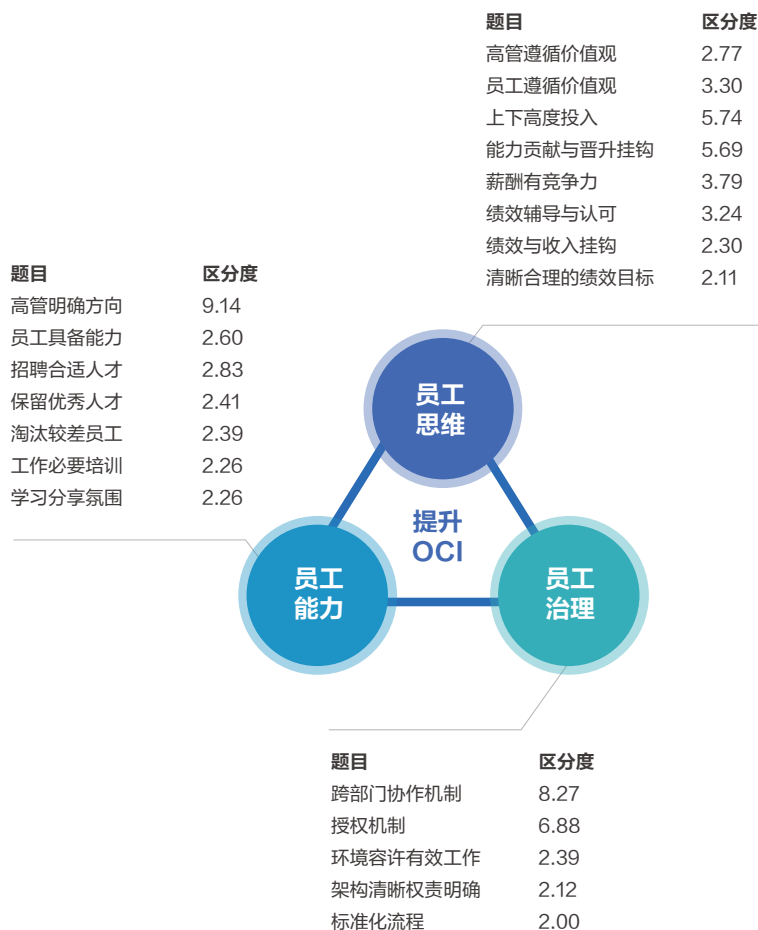 题目 区分度
高管遵循价值观 2.77
员工遵循价值观 3.30
上下高度投入 5.74
能力贡献与晋升挂钩 5.69
薪酬有竞争力 3.79
绩效辅导与认可 3.24
绩效与收入挂钩 2.30
清晰合理的绩效目标 2.11
题目 区分度
高管明确方向 9.14
员工具备能力 2.60
招聘合适人才 2.83
保留优秀人才 2.41
淘汰较差员工 2.39
工作必要培训 2.26
学习分享氛围 2.26
员工
思维
提升
OCI
员工
能力
员工
治理
题目 区分度
跨部门协作机制 8.27
授权机制 6.88
环境容许有效工作 2.39
架构清晰权责明确 2.12
标准化流程 2.00